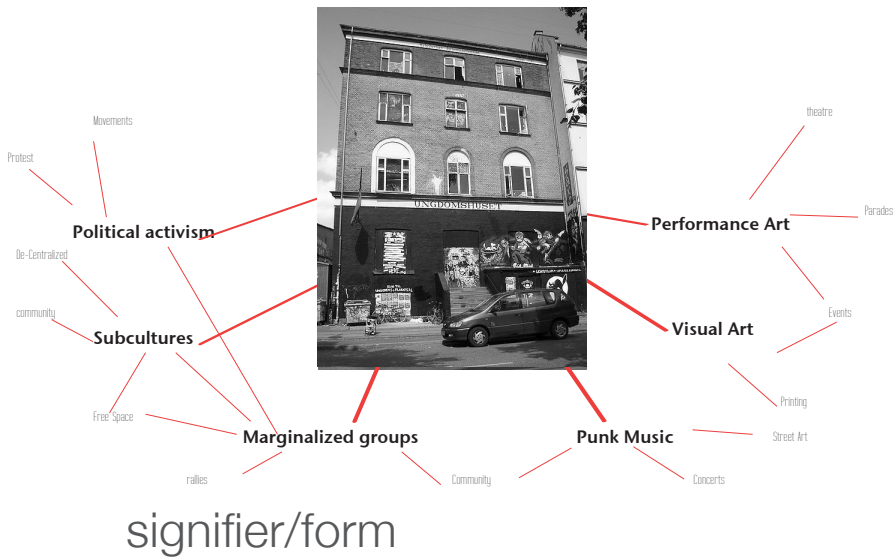 theatre
Movements
Protest
UNGDOMSHUSET
Parades
Political activism
Performance Art
De-Centralized
community
Events
Subcultures
Visual Art
Printing
Free Space
Marginalized groups
Punk Music
Street Art
rallies
Community
Concerts
signifier/form